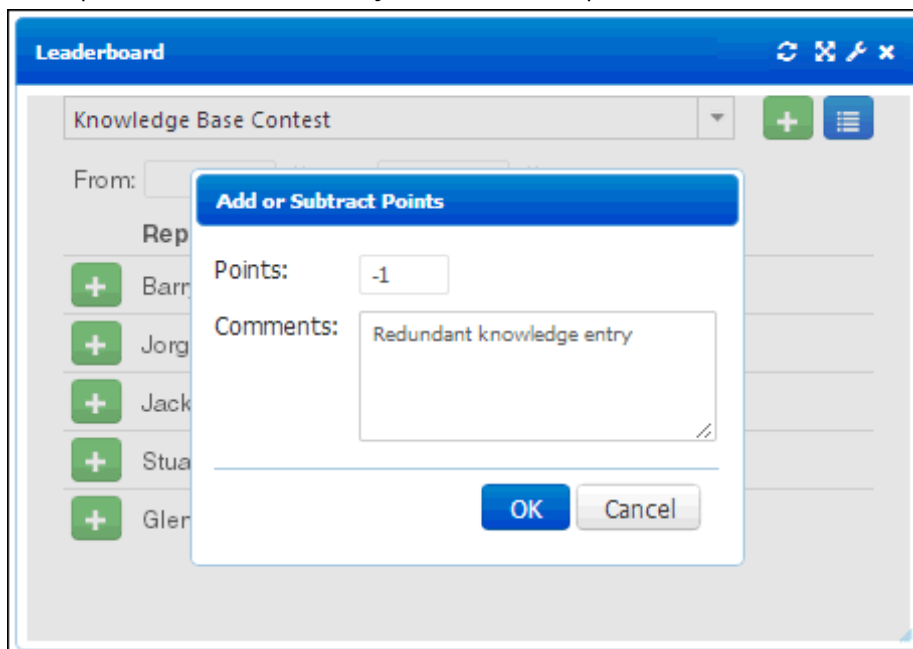 Leaderboard
Knowledge Base Contest
From:
Add or Subtract Points
Rep
Points: -1
Barr
Comments: Redundant knowledge entry
Jorg
Jack
Stua
Gler
OK Cancel